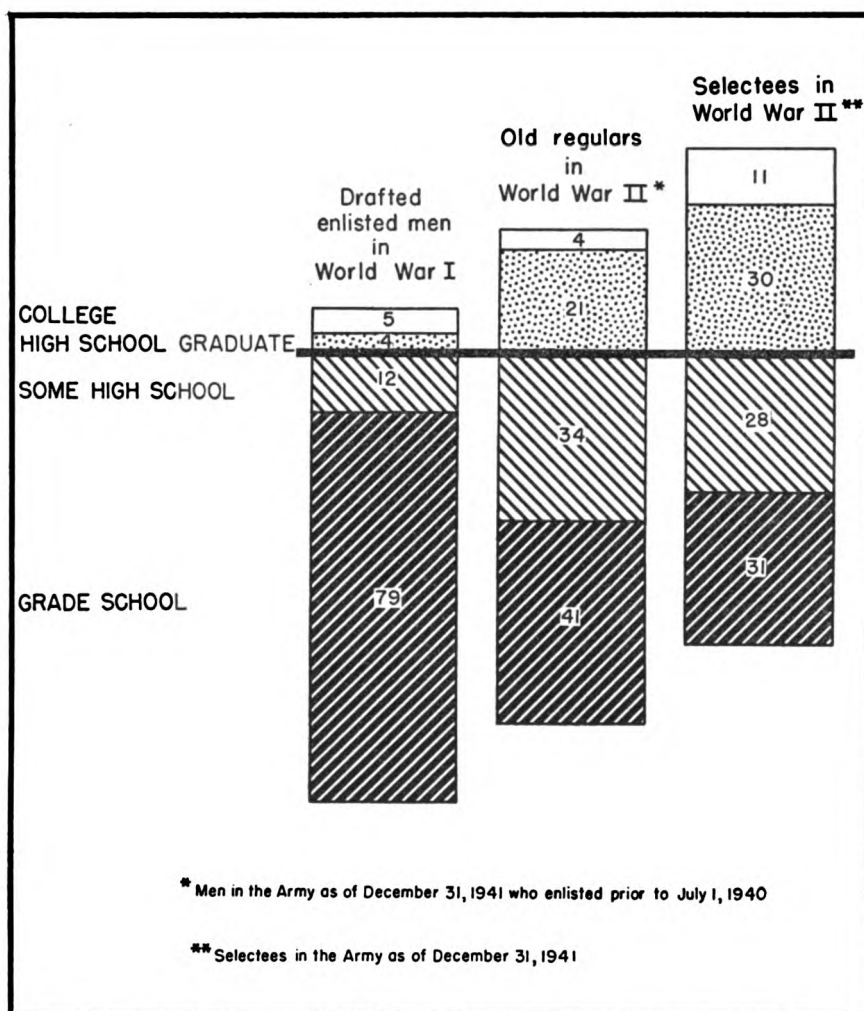 Drafted
enlisted men
in
World War I
Old regulars
in
World War II *
Selectees in
World War II **
COLLEGE
HIGH SCHOOL GRADUATE
SOME HIGH SCHOOL
GRADE SCHOOL
5
4
12
79
4
21
34
41
11
30
28
31
* Men in the Army as of December 31, 1941 who enlisted prior to July 1, 1940
** Selectees in the Army as of December 31, 1941